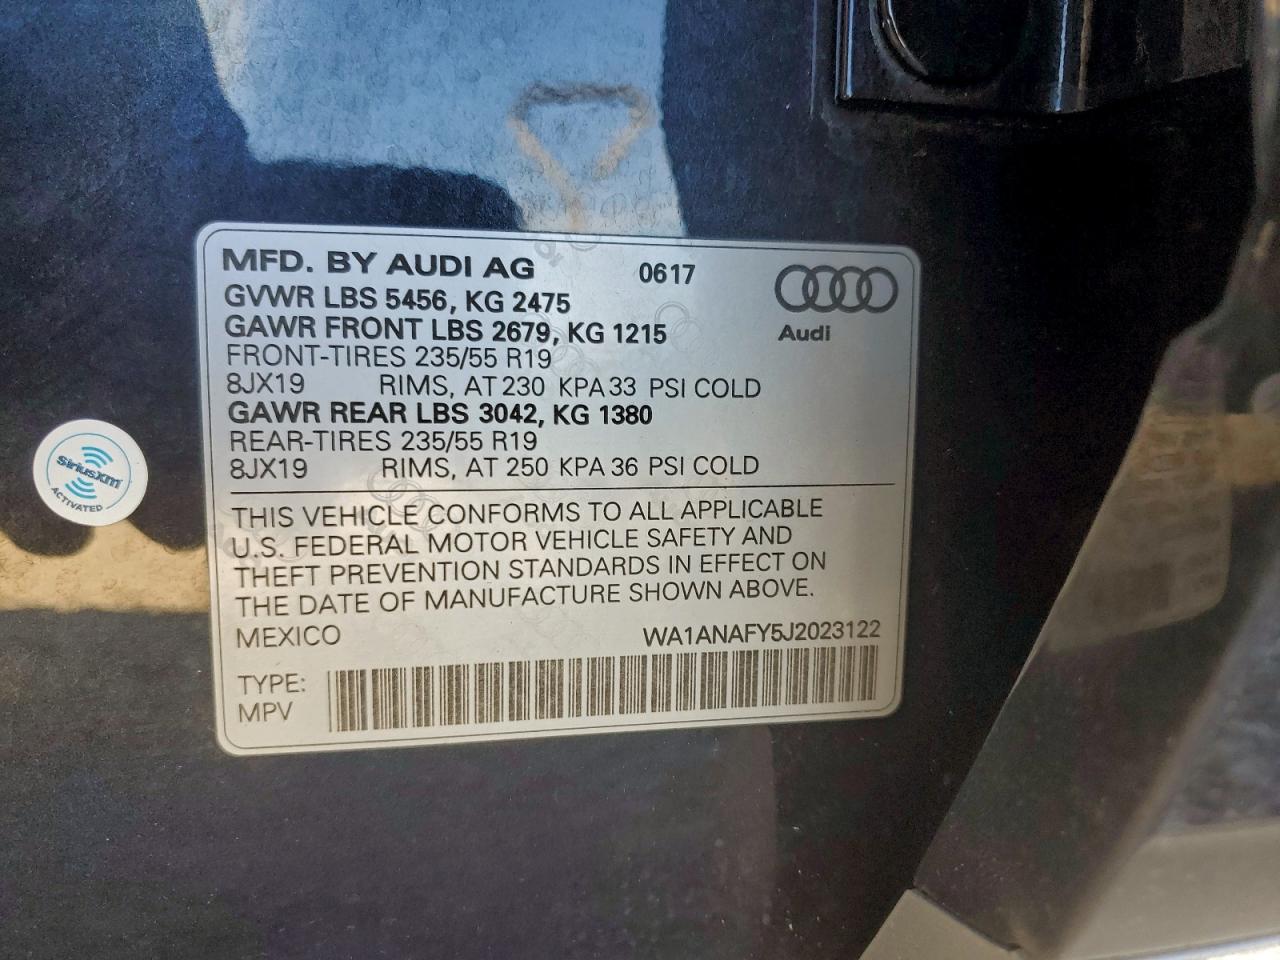 MFD. BY AUDI AG 0617
GVWR LBS 5456, KG 2475
GAWR FRONT LBS 2679, KG 1215
Audi
FRONT-TIRES 235/55 R19
8JX19 RIMS, AT 230 KPA 33 PSI COLD
GAWR REAR LBS 3042, KG 1380
REAR-TIRES 235/55 R19
8JX19 RIMS, AT 250 KPA 36 PSI COLD
THIS VEHICLE CONFORMS TO ALL APPLICABLE
U.S. FEDERAL MOTOR VEHICLE SAFETY AND
THEFT PREVENTION STANDARDS IN EFFECT ON
THE DATE OF MANUFACTURE SHOWN ABOVE.
MEXICO WA1ANAFY5J2023122
TYPE:
MPV
SiriusXM
ACTIVATED